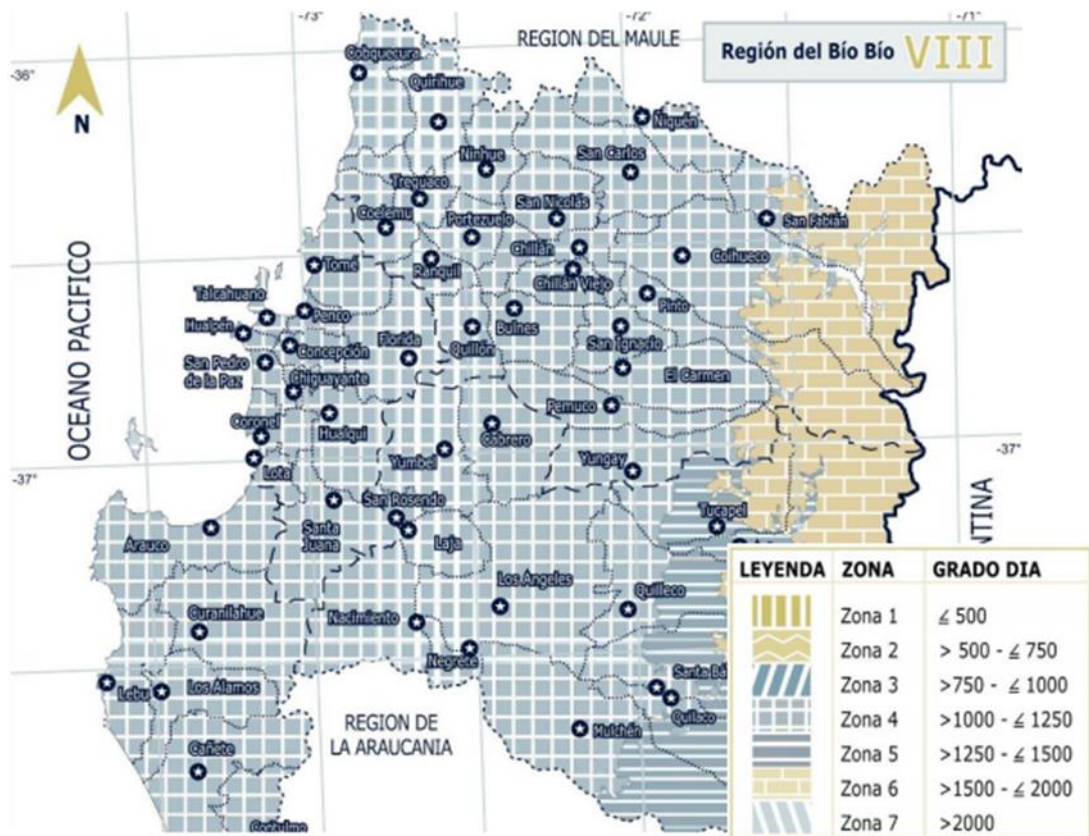 -73
-72
-71
REGION DEL MAULE
Región del Bío Bío VIII
-36°
N
Cobquecura
Quirihue
Ñiquén
Ninhue
San Carlos
Treguaco
San Nicolás
San Fabián
Coelemu
Portezuelo
Chillán
Coihueco
Tomé
Ranquil
Chillán Viejo
OCEANO PACIFICO
Talcahuano
Pinto
Hualpén
Penco
Bulnes
Concepción
Florida
Quillón
San Ignacio
San Pedro
de la Paz
Chiguayante
El Carmen
Pemuco
Coronel
Hualqui
Cabrero
-37°
-37
Lota
Yumbel
Yungay
San Rosendo
Tucapel
NTINA
Arauco
Santa
Juana
Laja
Los Ángeles
Quilleco
Curanilahue
Nacimiento
Negrete
Santa Bá
Lebu
Los Alamos
Quilaco
REGION DE
LA ARAUCANIA
Mulchén
Cañete
Contulmo
LEYENDA ZONA GRADO DIA
Zona 1 ≤ 500
Zona 2 > 500 - ≤ 750
Zona 3 >750 - ≤ 1000
Zona 4 >1000 - ≤ 1250
Zona 5 >1250 - ≤ 1500
Zona 6 >1500 - ≤ 2000
Zona 7 >2000